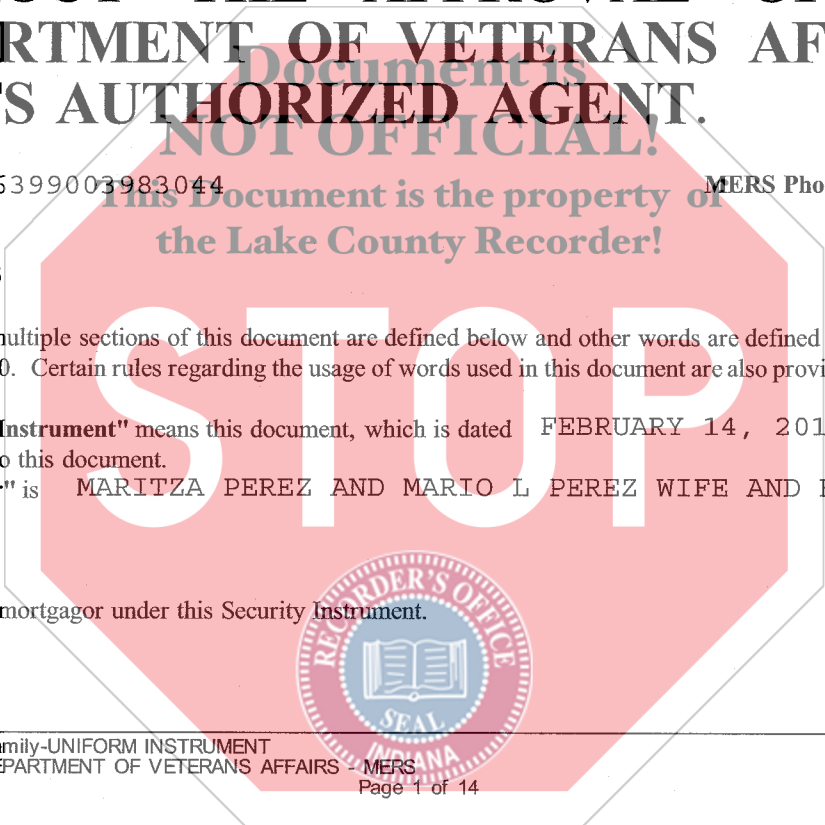 RTMENT OF VETERANS AF
S AUTHORIZED AGENT.
Document is
NOT OFFICIAL!
This Document is the property of
the Lake County Recorder!
6399003983044 MERS Pho
STOP
multiple sections of this document are defined below and other words are defined
0. Certain rules regarding the usage of words used in this document are also provi
Instrument" means this document, which is dated FEBRUARY 14, 201
o this document.
" is MARITZA PEREZ AND MARIO L PEREZ WIFE AND
mortgagor under this Security Instrument.
RECORDER'S OFFICE
SEAL
INDIANA
mily-UNIFORM INSTRUMENT
EPARTMENT OF VETERANS AFFAIRS - MERS
Page 1 of 14